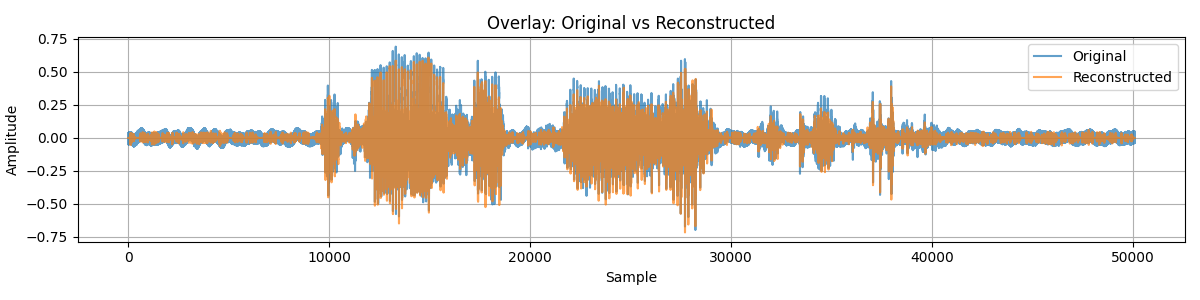 Overlay: Original vs Reconstructed
Original
Reconstructed
Amplitude
0.75
0.50
0.25
0.00
−0.25
−0.50
−0.75
0
10000
20000
30000
40000
50000
Sample